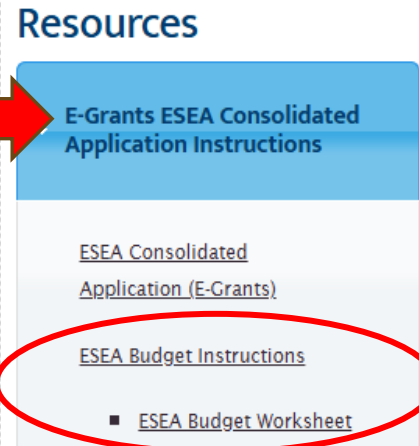 Resources
E-Grants ESEA Consolidated
Application Instructions
ESEA Consolidated
Application (E-Grants)
ESEA Budget Instructions
▪ ESEA Budget Worksheet